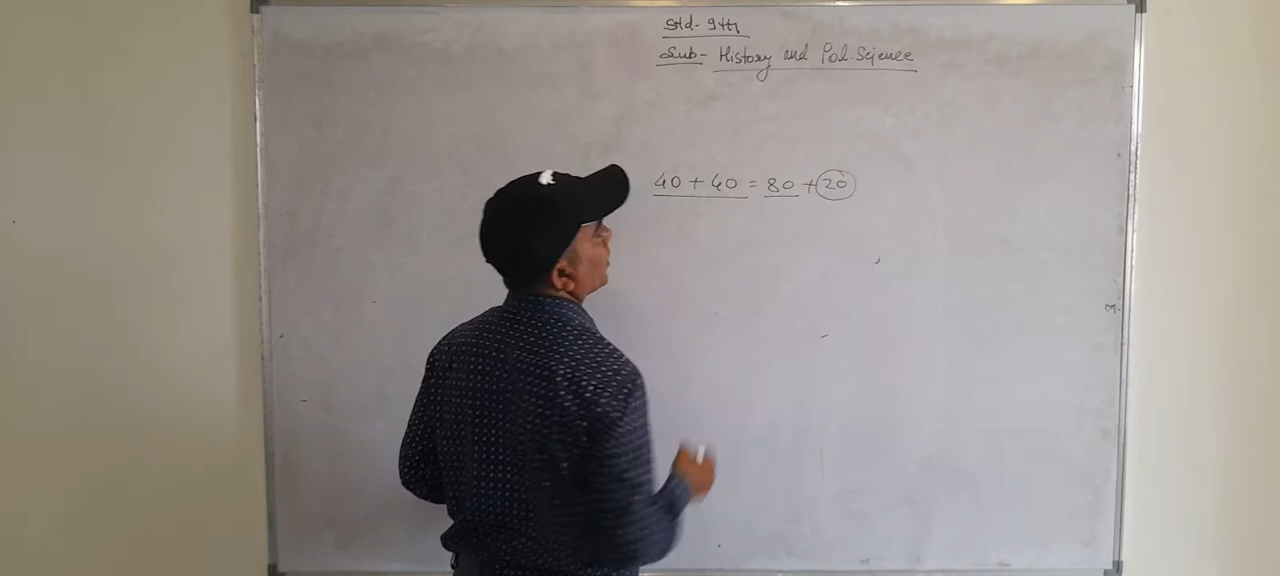 Std- 9th
Sub- History and Pol. Science
40 + 40 = 80 + 20